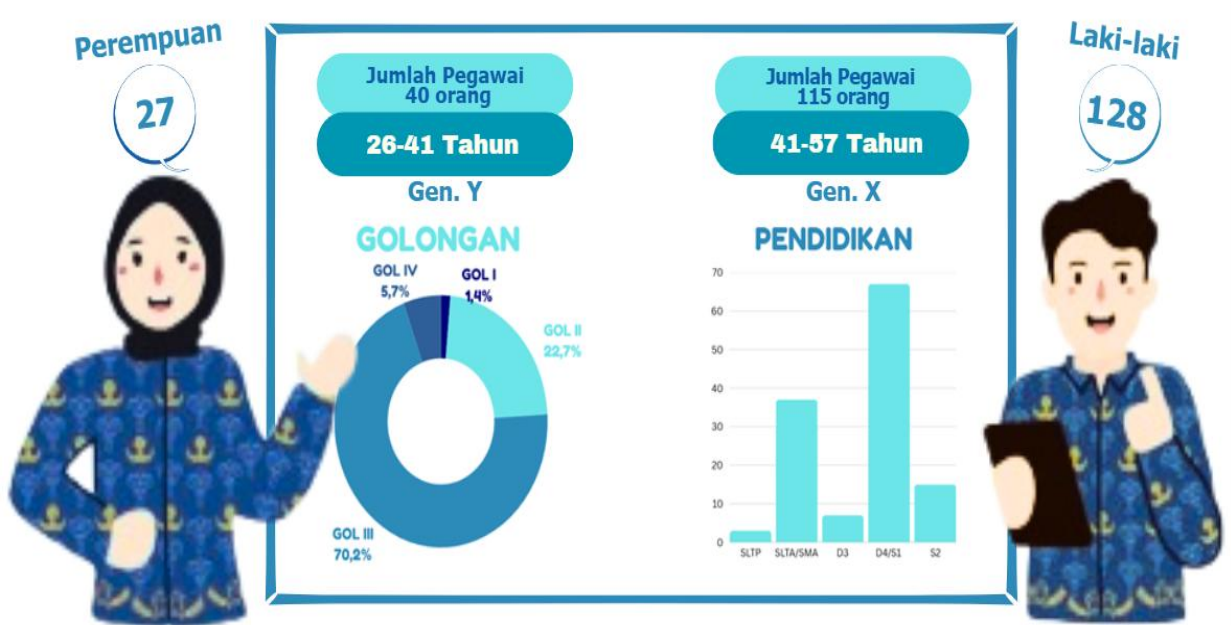 Perempuan
27
Laki-laki
128
Jumlah Pegawai
40 orang
26-41 Tahun
Gen. Y
Jumlah Pegawai
115 orang
41-57 Tahun
Gen. X
GOLONGAN
GOL IV
5,7%
GOL I
1,4%
GOL II
22,7%
GOL III
70,2%
PENDIDIKAN
70
60
50
40
30
20
10
0
SLTP SLTA/SMA D3 D4/S1 S2